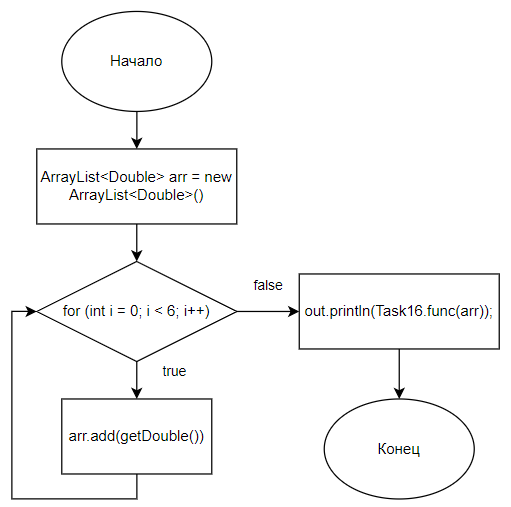 Начало
ArrayList<Double> arr = new
ArrayList<Double>()
for (int i = 0; i < 6; i++)
false
out.println(Task16.func(arr));
true
arr.add(getDouble())
Конец